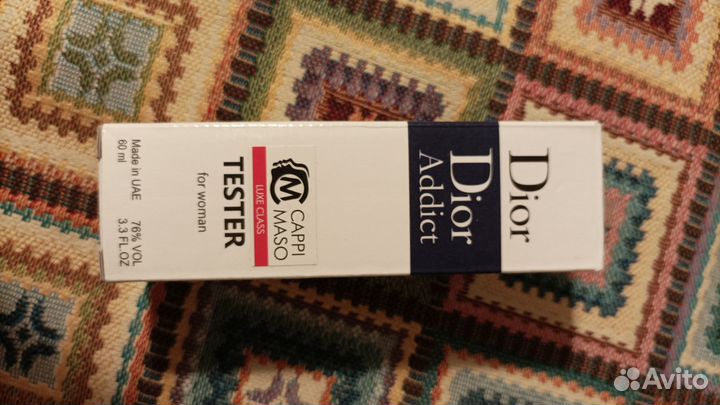 Dior
Dior
Addict
CAPPI
MASO
LUXE CLASS
TESTER
for woman
Made in UAE 76% VOL
60 ml 3.3 FL.OZ
Avito